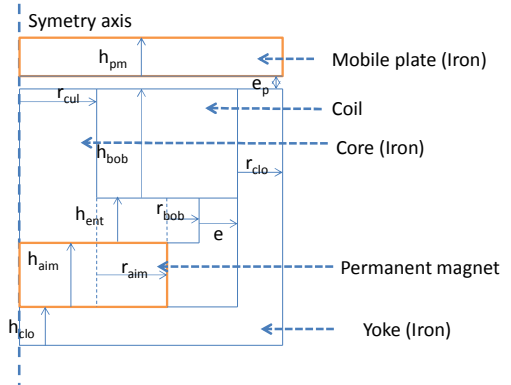 Symetry axis
h_pm
Mobile plate (Iron)
e_p
r_cul
Coil
Core (Iron)
h_bob
r_clo
h_ent
r_bob
e
h_aim
r_aim
Permanent magnet
h_clo
Yoke (Iron)